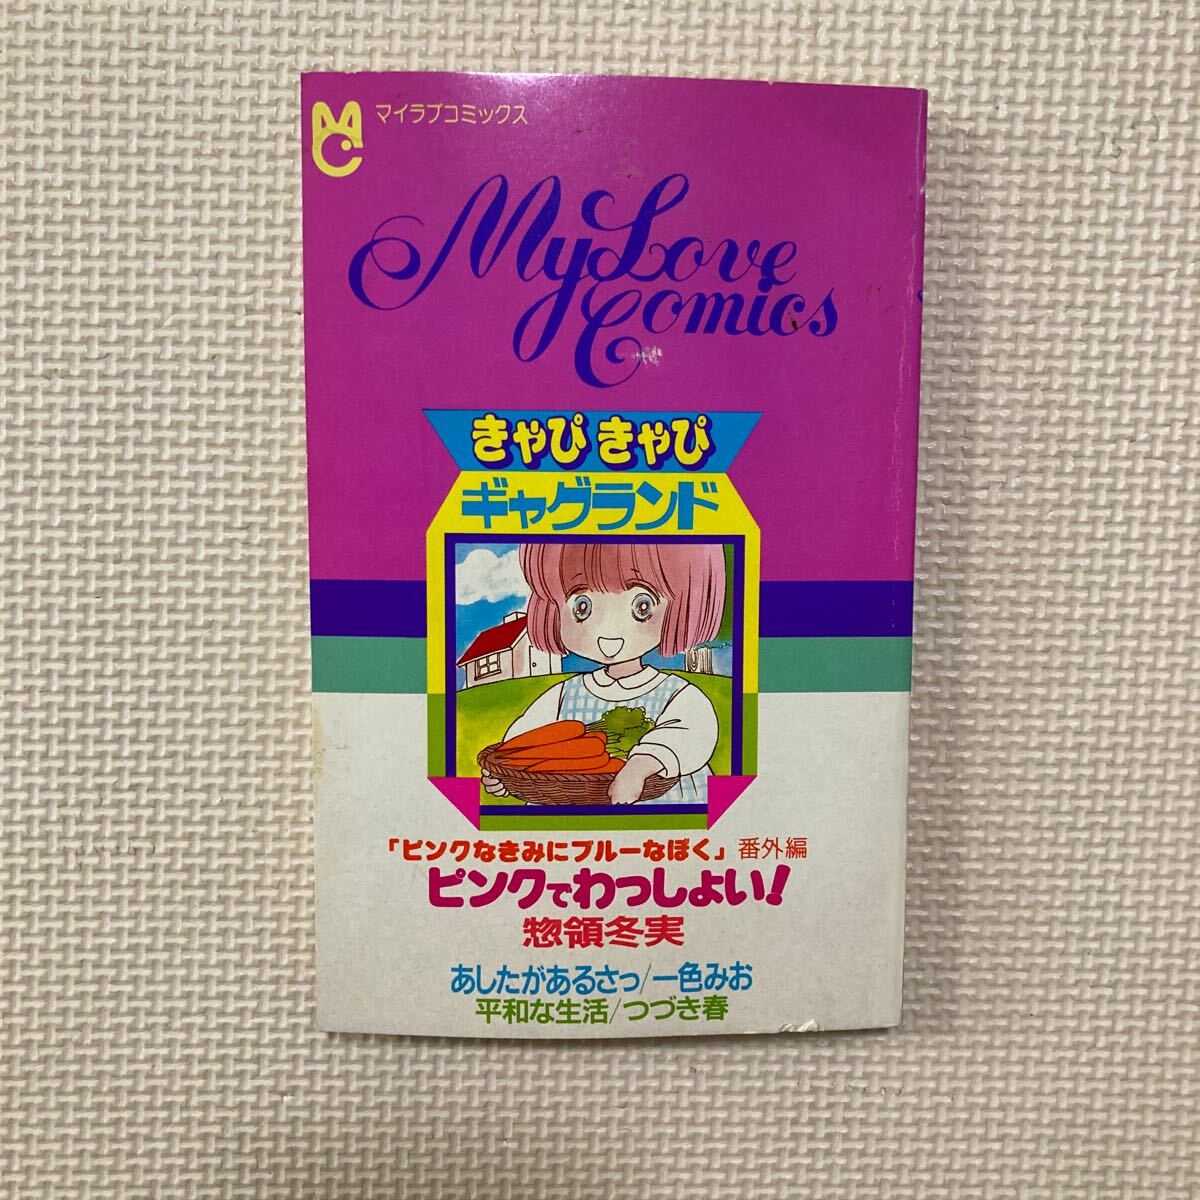 MC
マイラブコミックス
My Love
Comics
きゃぴ きゃぴ
ギャグランド
「ピンクなきみにブルーなぼく」番外編
ピンクでわっしょい!
惣領冬実
あしたがあるさっ/一色みお
平和な生活/つづき春